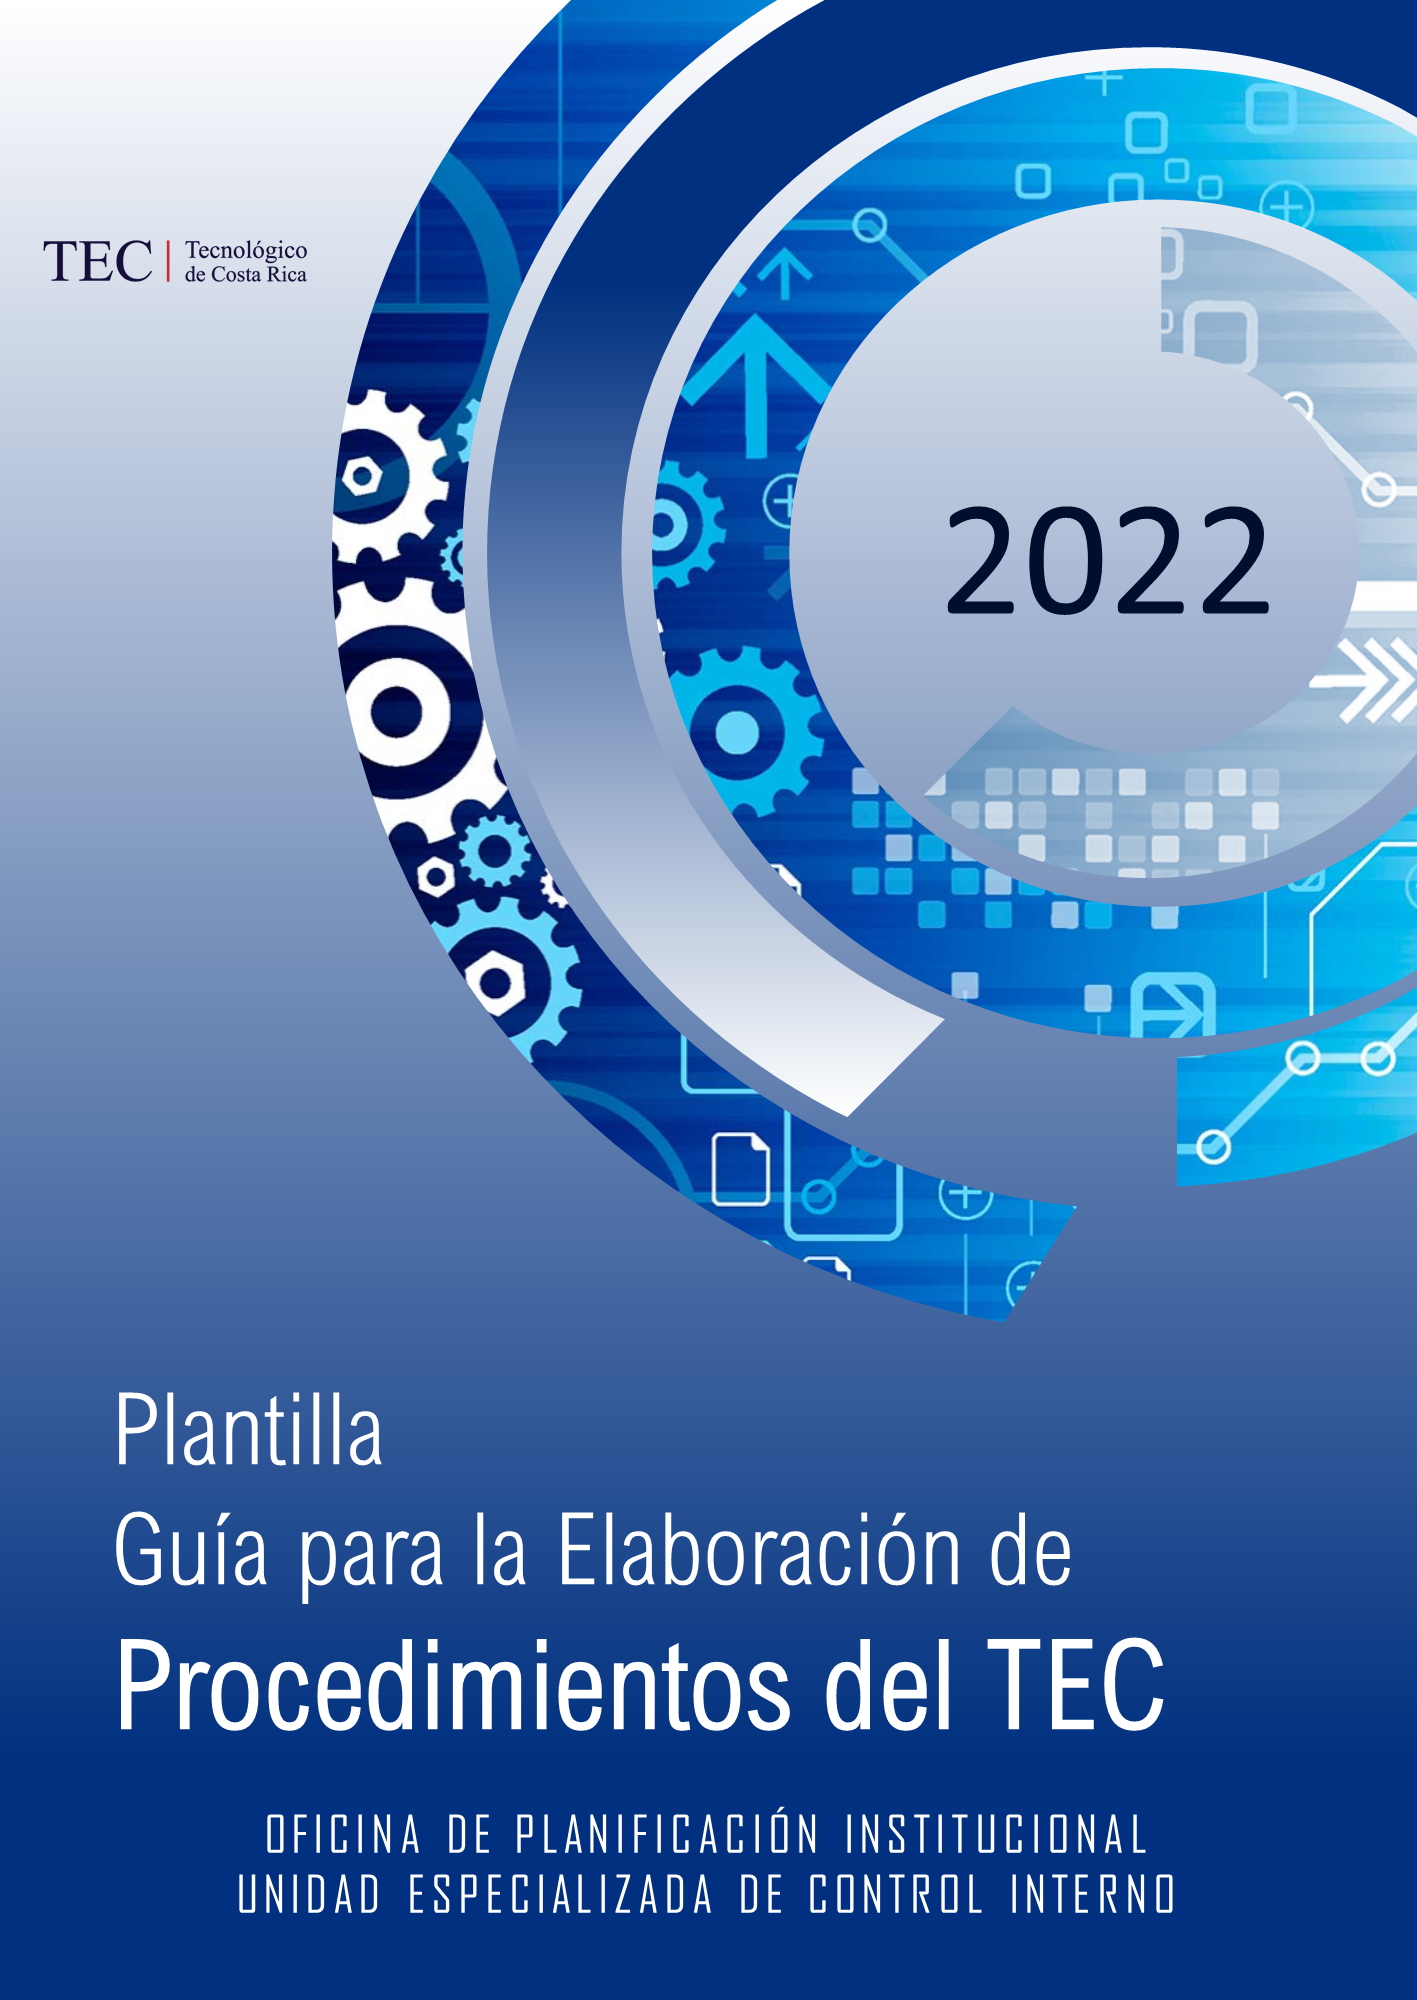 TEC | Tecnológico
de Costa Rica
2022
Plantilla
Guía para la Elaboración de
Procedimientos del TEC
OFICINA DE PLANIFICACIÓN INSTITUCIONAL
UNIDAD ESPECIALIZADA DE CONTROL INTERNO